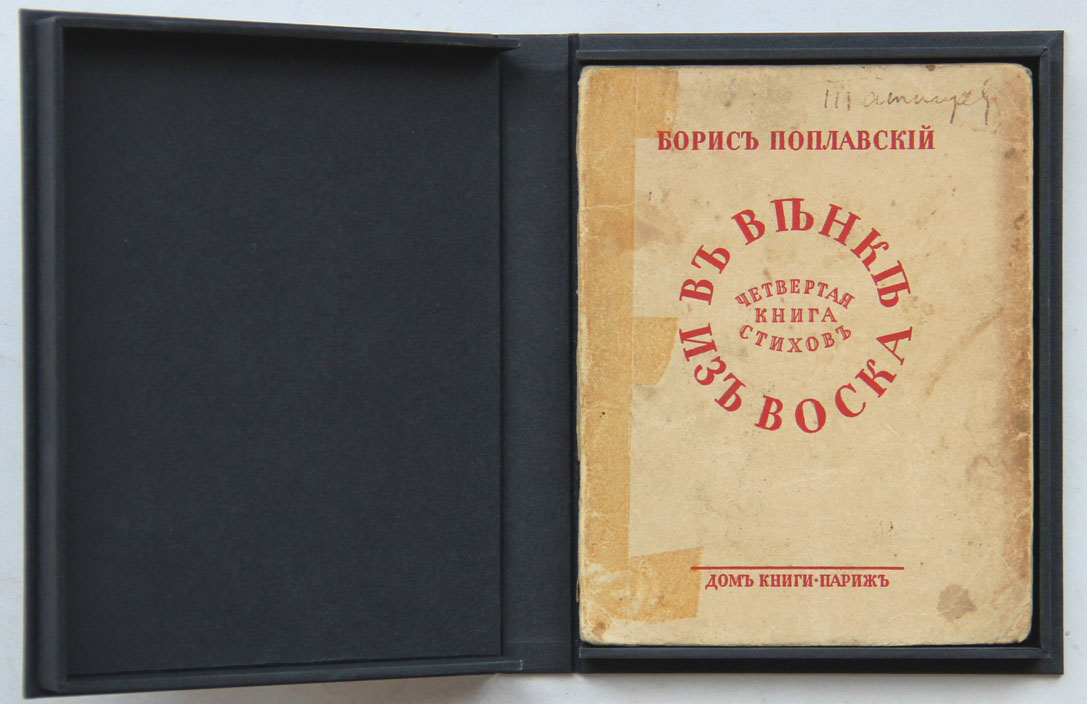 БОРИСЪ ПОПЛАВСКІЙ
ВЪ ВѢНКѢ
ИЗЪ ВОСКА
ЧЕТВЕРТАЯ
КНИГА
СТИХОВЪ
ДОМЪ КНИГИ·ПАРИЖЪ